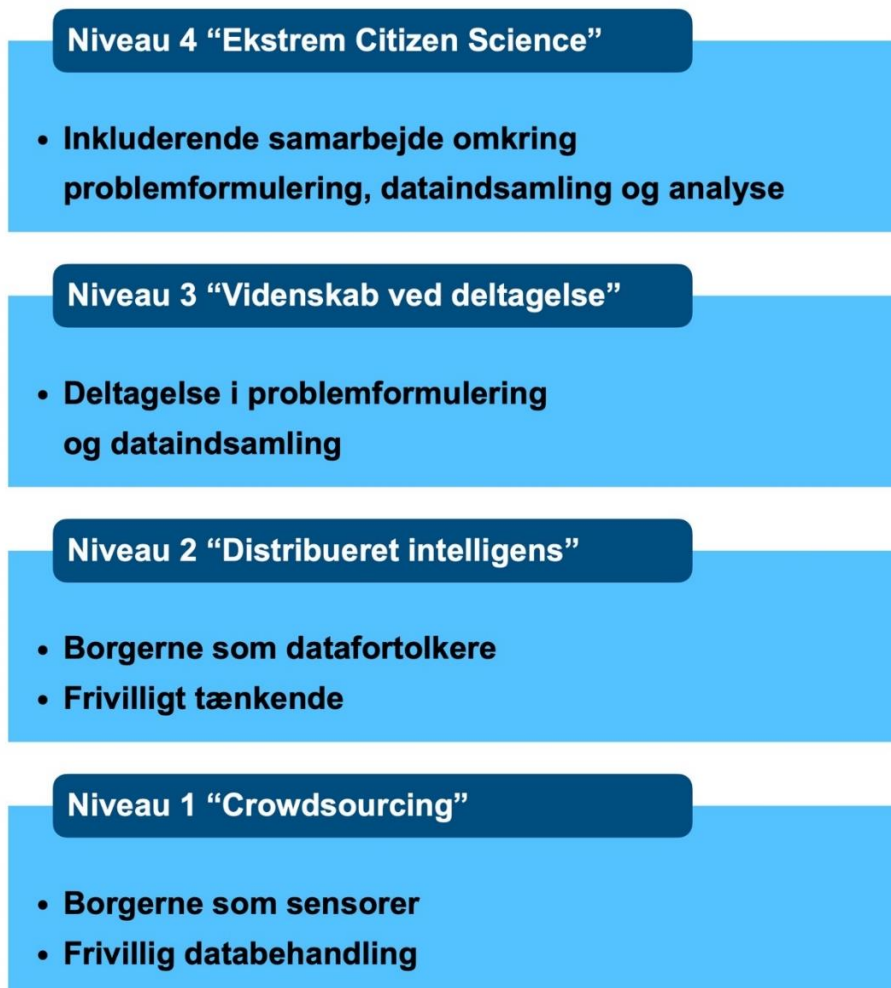 Niveau 4 “Ekstrem Citizen Science”
• Inkluderende samarbejde omkring
problemformulering, dataindsamling og analyse
Niveau 3 “Videnskab ved deltagelse”
• Deltagelse i problemformulering
og dataindsamling
Niveau 2 “Distribueret intelligens”
• Borgerne som datafortolkere
• Frivilligt tænkende
Niveau 1 “Crowdsourcing”
• Borgerne som sensorer
• Frivillig databehandling